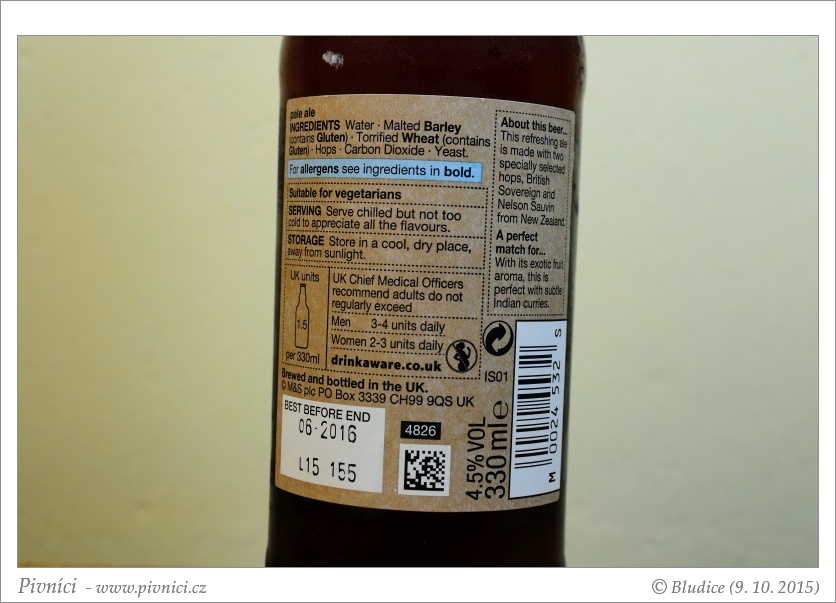 pale ale
INGREDIENTS Water · Malted Barley
(contains Gluten) · Torrified Wheat (contains
Gluten) · Hops · Carbon Dioxide · Yeast.
For allergens see ingredients in bold.
Suitable for vegetarians
SERVING Serve chilled but not too
cold to appreciate all the flavours.
STORAGE Store in a cool, dry place,
away from sunlight.
UK units
1.5
per 330ml
UK Chief Medical Officers
recommend adults do not
regularly exceed
Men 3-4 units daily
Women 2-3 units daily
drinkaware.co.uk
Brewed and bottled in the UK.
© M&S plc PO Box 3339 CH99 9QS UK
BEST BEFORE END
06-2016
L15 155
4826
About this beer...
This refreshing ale
is made with two
specially selected
hops, British
Sovereign and
Nelson Sauvin
from New Zealand.
A perfect
match for...
With its exotic fruit
aroma, this is
perfect with subtle
Indian curries.
IS01
4.5% VOL
330ml e
M 0024 532 S
Pivníci - www.pivnici.cz
© Bludice (9. 10. 2015)